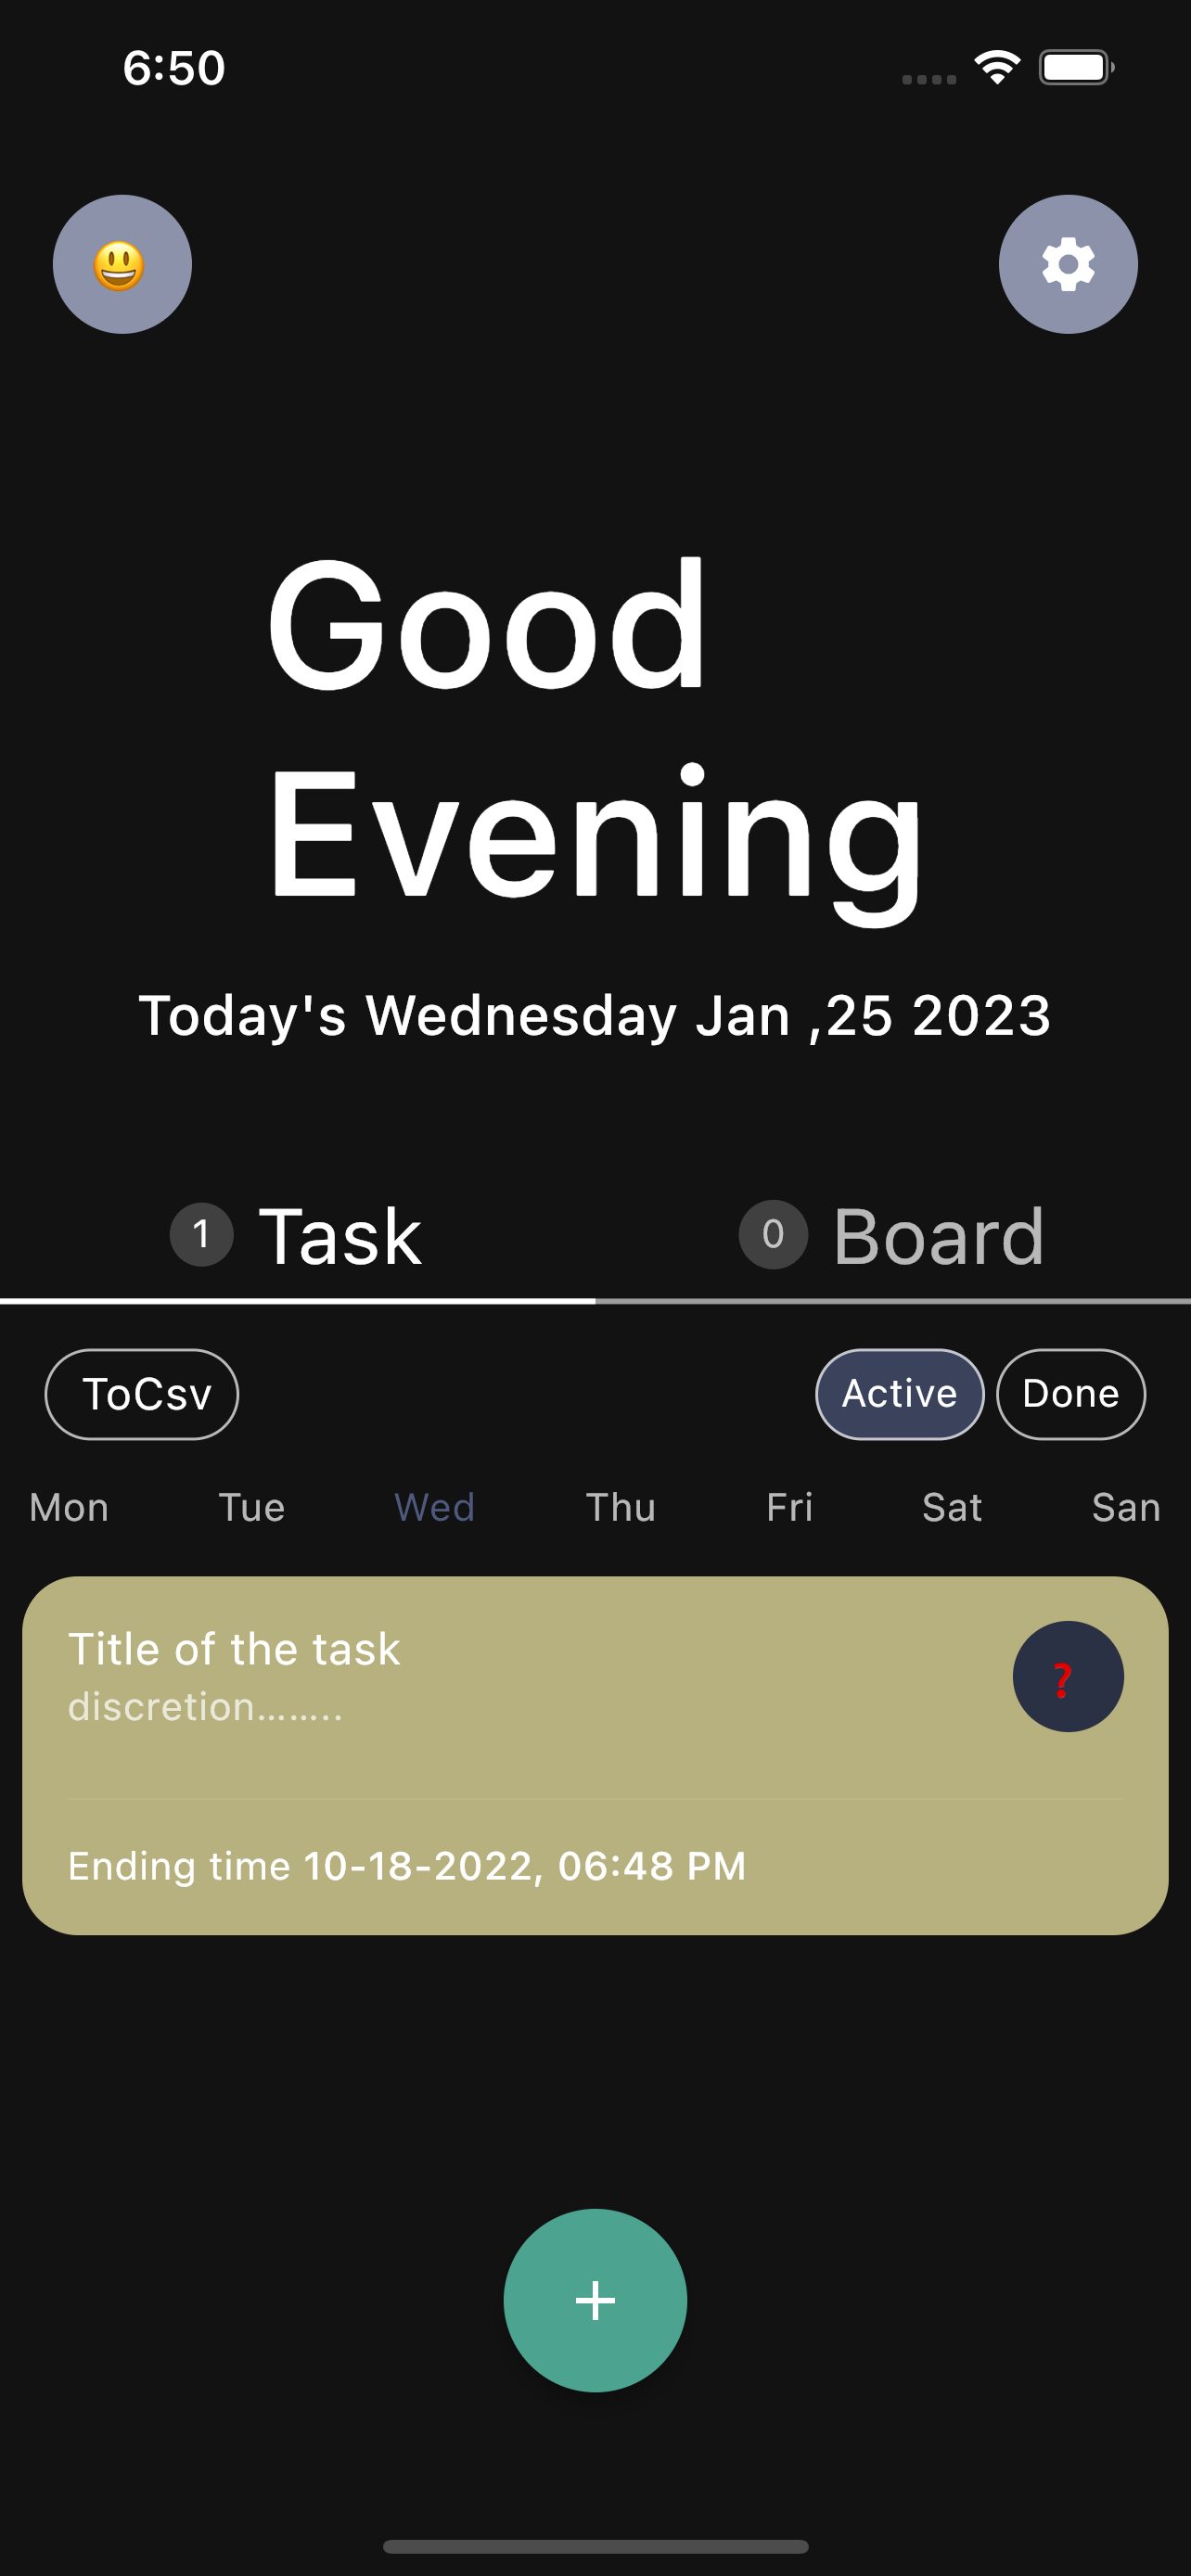 6:50
Good
Evening
Today's Wednesday Jan ,25 2023
1 Task 0 Board
ToCsv Active Done
Mon Tue Wed Thu Fri Sat San
Title of the task
?
discretion........
Ending time 10-18-2022, 06:48 PM
+